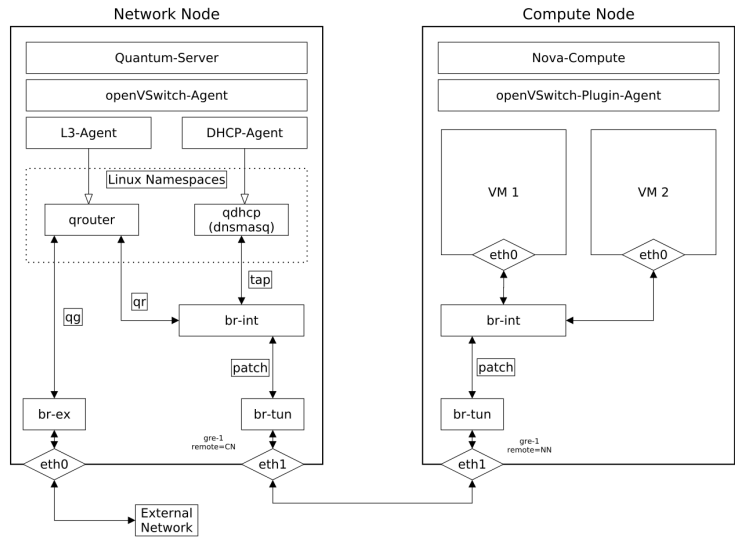 Network Node
Quantum-Server
openVSwitch-Agent
L3-Agent
DHCP-Agent
Linux Namespaces
qrouter
qdhcp
(dnsmasq)
tap
qr
qg
br-int
patch
br-ex
br-tun
gre-1
remote=CN
eth0
eth1
External
Network
Compute Node
Nova-Compute
openVSwitch-Plugin-Agent
VM 1
VM 2
eth0
eth0
br-int
patch
br-tun
gre-1
remote=NN
eth1